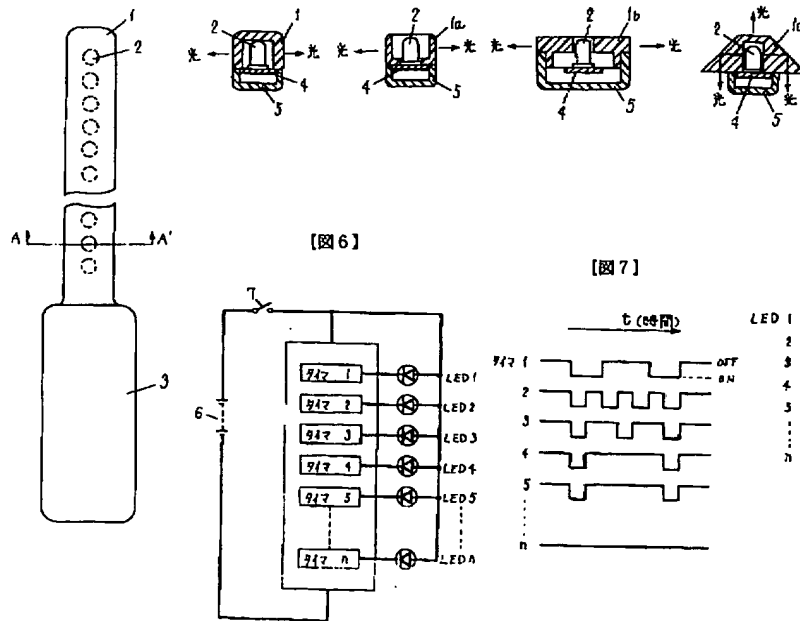 1
2
3
A
A'
2
1
光
光
4
5
2
1a
光
光
4
5
2
1b
光
光
4
5
光
2
光
光
4
5
[図6]
7
6
タイマ 1
LED1
タイマ 2
LED2
タイマ 3
LED3
タイマ 4
LED4
タイマ 5
LED5
タイマ n
LEDn
[図7]
t (時間)
タイマ 1
OFF
ON
2
3
4
5
n
LED 1
2
3
4
5
n